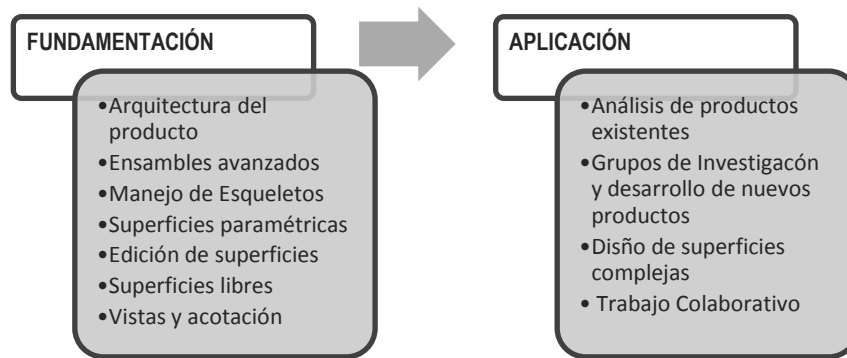 FUNDAMENTACIÓN
•Arquitectura del
producto
•Ensambles avanzados
•Manejo de Esqueletos
•Superficies paramétricas
•Edición de superficies
•Superficies libres
•Vistas y acotación
APLICACIÓN
•Análisis de productos
existentes
•Grupos de Investigacón
y desarrollo de nuevos
productos
•Disño de superficies
complejas
• Trabajo Colaborativo